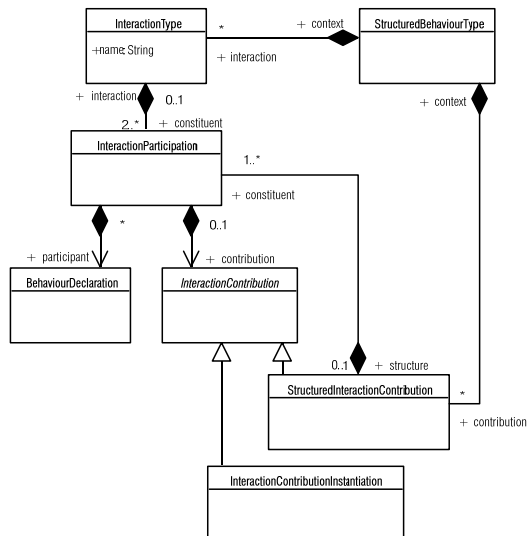 InteractionType
StructuredBehaviourType
* + context
+name: String
+ interaction
+ context
+ interaction 0..1
2..* + constituent
InteractionParticipation
1..*
+ constituent
* 0..1
+ participant + contribution
BehaviourDeclaration
InteractionContribution
0..1 + structure
StructuredInteractionContribution
*
+ contribution
InteractionContributionInstantiation